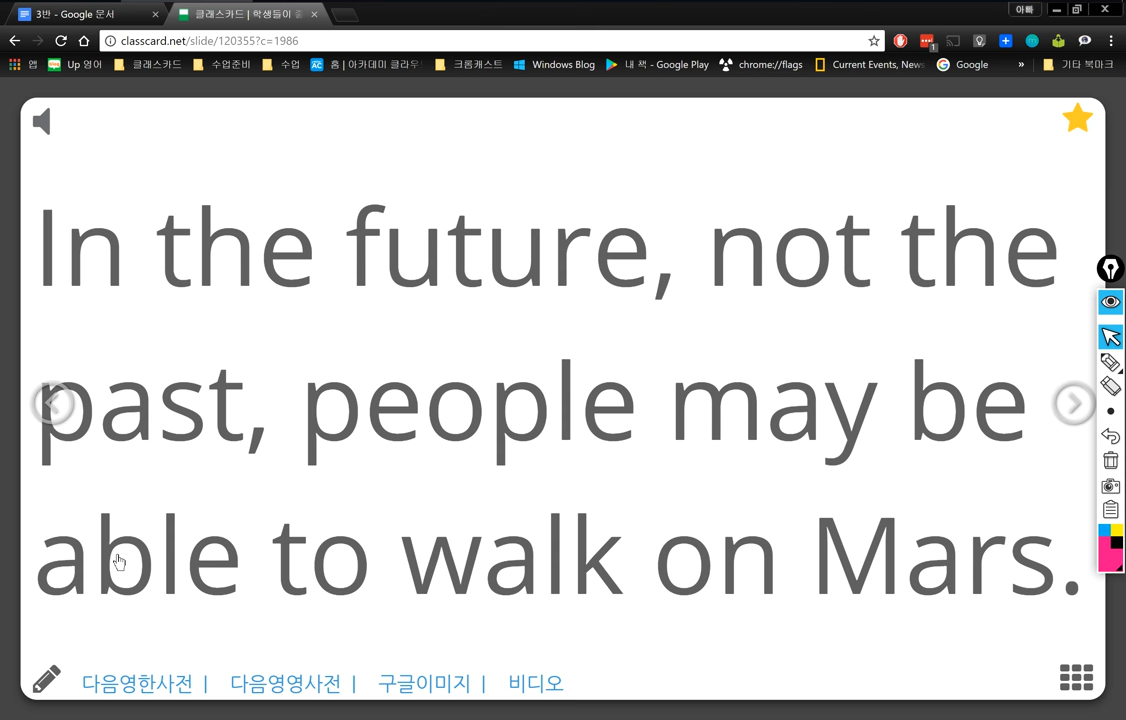 3반 - Google 문서
클래스카드 | 학생들이 좋
아빠
classcard.net/slide/120355?c=1986
1
앱 Up 영어 클래스카드 수업준비 수업 홈 | 아카데미 클라우 크롬캐스트 Windows Blog 내 책 - Google Play chrome://flags Current Events, News Google » 기타 북마크
In the future, not the
past, people may be
able to walk on Mars.
다음영한사전 | 다음영영사전 | 구글이미지 | 비디오